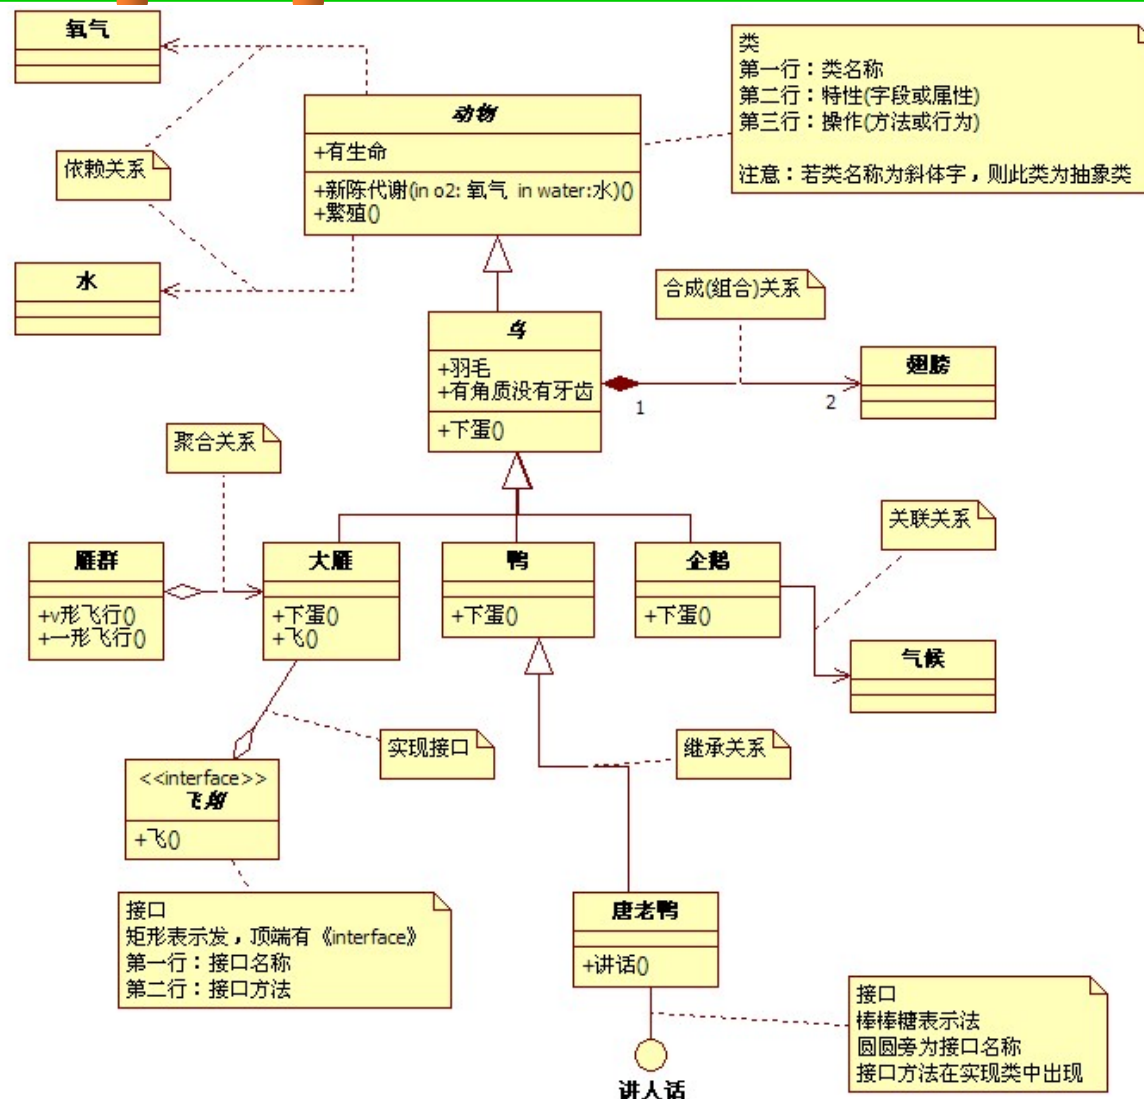 氧气
类
第一行：类名称
第二行：特性(字段或属性)
第三行：操作(方法或行为)
注意：若类名称为斜体字，则此类为抽象类
动物
+有生命
+新陈代谢(in o2: 氧气 in water:水)()
+繁殖()
依赖关系
水
合成(组合)关系
鸟
+羽毛
+有角质没有牙齿
+下蛋()
1
2
翅膀
聚合关系
关联关系
雁群
+v形飞行()
+一形飞行()
大雁
+下蛋()
+飞()
鸭
+下蛋()
企鹅
+下蛋()
气候
实现接口
继承关系
<<interface>>
飞翔
+飞()
接口
矩形表示发，顶端有《interface》
第一行：接口名称
第二行：接口方法
唐老鸭
+讲话()
接口
棒棒糖表示法
圆圆旁为接口名称
接口方法在实现类中出现
讲人话